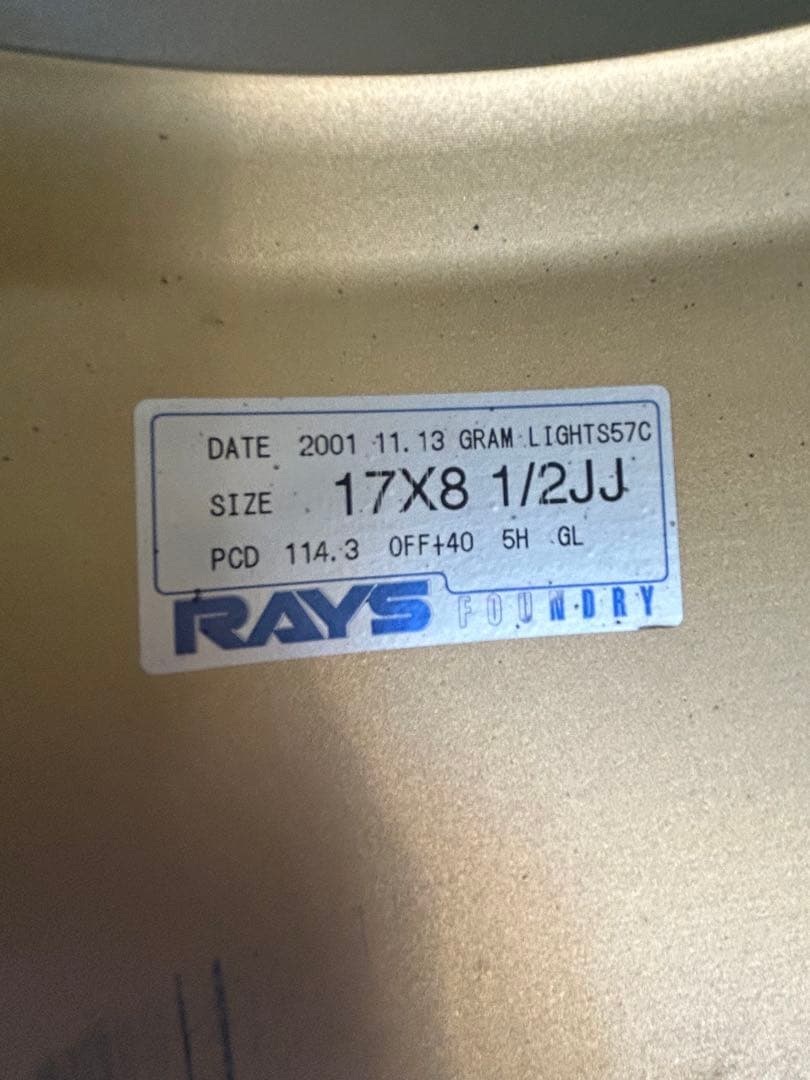 DATE 2001 11.13 GRAM LIGHTS57C
SIZE 17X8 1/2JJ
PCD 114.3 OFF+40 5H GL
RAYS FOUNDRY